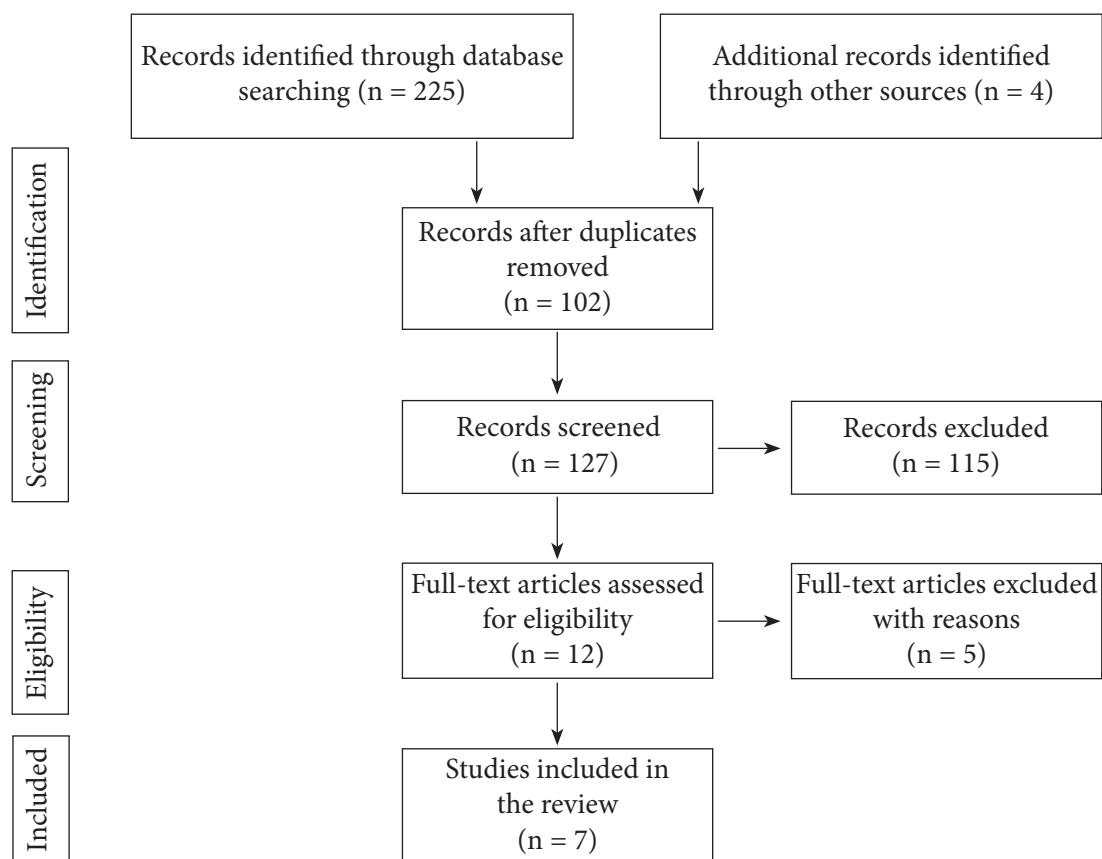 Records identified through database
searching (n = 225)
Additional records identified
through other sources (n = 4)
Identification
Records after duplicates
removed
(n = 102)
Screening
Records screened
(n = 127)
Records excluded
(n = 115)
Eligibility
Full-text articles assessed
for eligibility
(n = 12)
Full-text articles excluded
with reasons
(n = 5)
Included
Studies included in
the review
(n = 7)